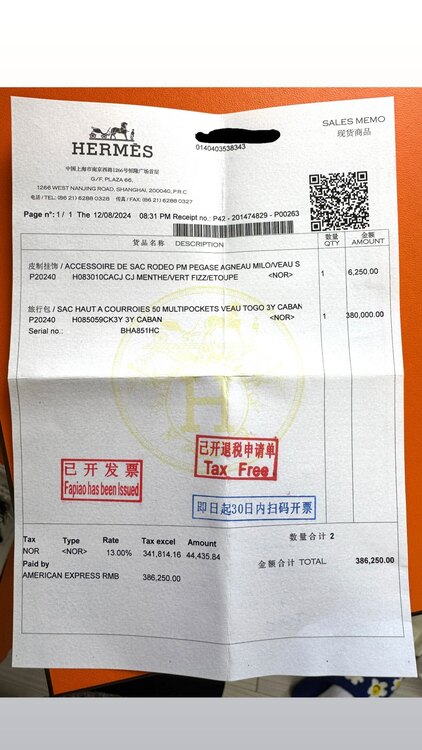 SALES MEMO
现货商品
0140403538343
HERMÈS
中国上海市南京西路1266号恒隆广场首层
G/F, PLAZA 66,
1266 WEST NANJING ROAD, SHANGHAI 200040, P.R.C
电话 / TEL: (86 21) 6288 0328 传真 / FAX: (86 21) 6288 0327
Page n°: 1/ 1 The 12/08/2024 08:31 PM Receipt no.: P42 - 201474829 - P00263
货品名称 DESCRIPTION 数量 QTY 金额 AMOUNT
皮制挂饰 / ACCESSOIRE DE SAC RODEO PM PEGASE AGNEAU MILO/VEAU S 1 6,250.00
P20240 H083010CACJ CJ MENTHE/VERT FIZZ/ETOUPE <NOR>
旅行包 / SAC HAUT A COURROIES 50 MULTIPOCKETS VEAU TOGO 3Y CABAN 1 380,000.00
P20240 H085059CK3Y 3Y CABAN <NOR>
Serial no.: BHA851HC
已开发票
Fapiao has been Issued
已开退税申请单
Tax Free
即日起30日内扫码开票
Tax Type Rate Tax excel Amount 数量合计 2
NOR <NOR> 13.00% 341,814.16 44,435.84
金额合计 TOTAL 386,250.00
Paid by
AMERICAN EXPRESS RMB 386,250.00